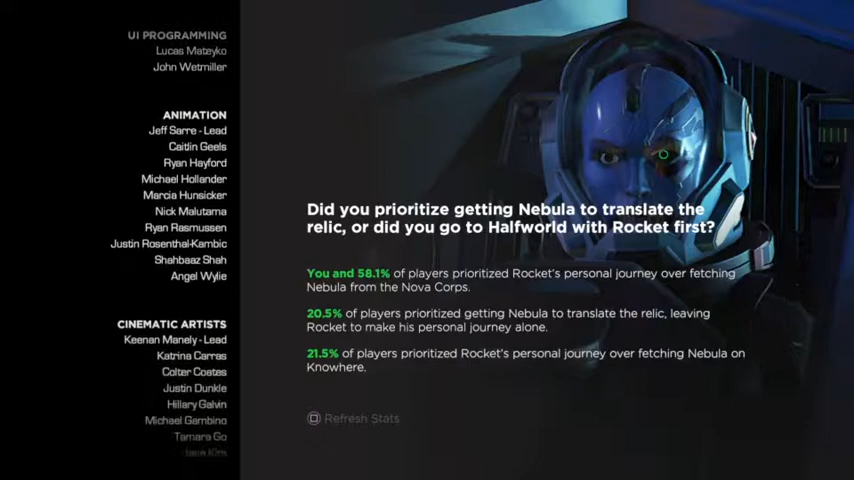 UI PROGRAMMING
Lucas Mateyko
John Wetmiller
ANIMATION
Jeff Sarre - Lead
Caitlin Geels
Ryan Hayford
Michael Hollander
Marcia Hunsicker
Nick Malutama
Ryan Rasmussen
Justin Rosenthal-Kambic
Shahbaaz Shah
Angel Wylie
CINEMATIC ARTISTS
Keenan Manely - Lead
Katrina Carras
Colter Coates
Justin Dunkle
Hillary Galvin
Michael Gambino
Tamara Go
Did you prioritize getting Nebula to translate the
relic, or did you go to Halfworld with Rocket first?
You and 58.1% of players prioritized Rocket's personal journey over fetching
Nebula from the Nova Corps.
20.5% of players prioritized getting Nebula to translate the relic, leaving
Rocket to make his personal journey alone.
21.5% of players prioritized Rocket's personal journey over fetching Nebula on
Knowhere.
Refresh Stats